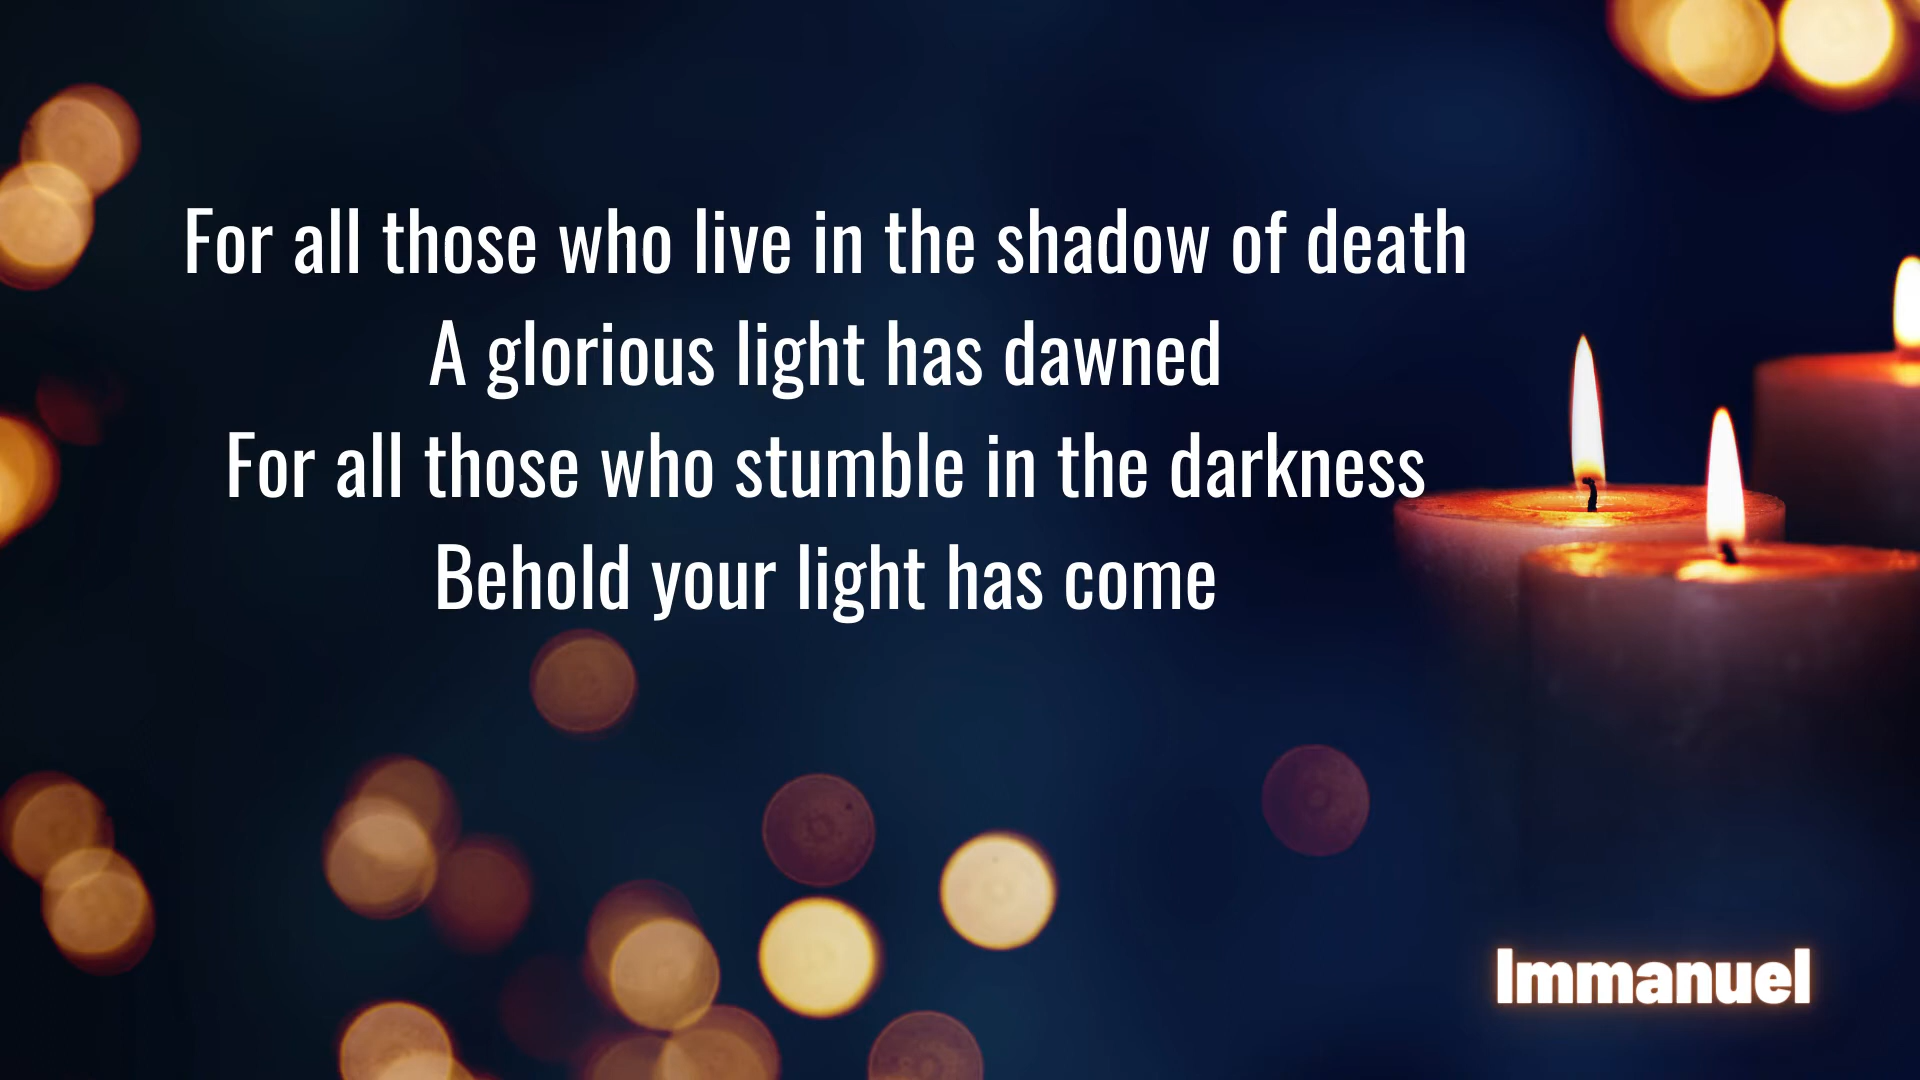 For all those who live in the shadow of death
A glorious light has dawned
For all those who stumble in the darkness
Behold your light has come
Immanuel